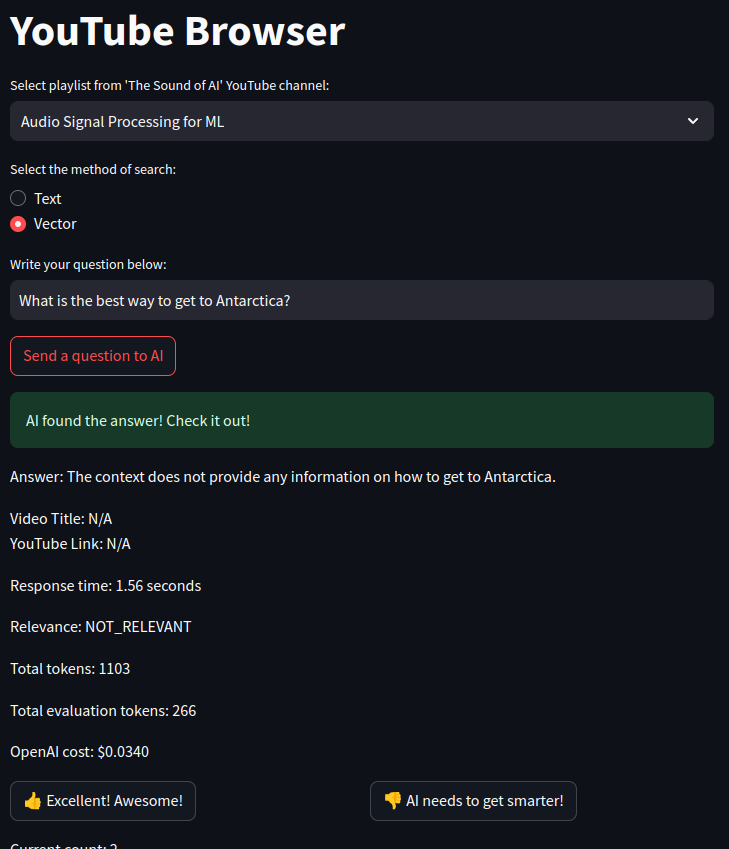 YouTube Browser
Select playlist from 'The Sound of AI' YouTube channel:
Audio Signal Processing for ML
Select the method of search:
Text
Vector
Write your question below:
What is the best way to get to Antarctica?
Send a question to AI
AI found the answer! Check it out!
Answer: The context does not provide any information on how to get to Antarctica.
Video Title: N/A
YouTube Link: N/A
Response time: 1.56 seconds
Relevance: NOT_RELEVANT
Total tokens: 1103
Total evaluation tokens: 266
OpenAI cost: $0.0340
👍 Excellent! Awesome!
👎 AI needs to get smarter!
Current count: